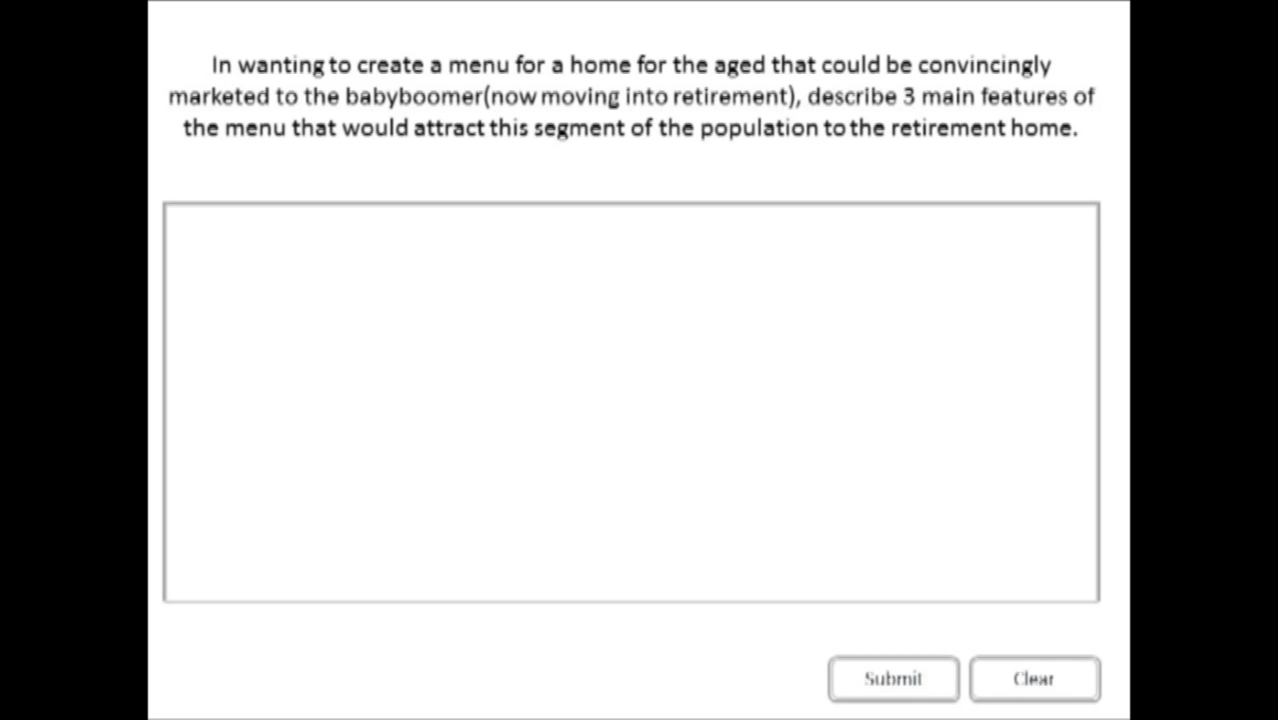 In wanting to create a menu for a home for the aged that could be convincingly
marketed to the babyboomer(now moving into retirement), describe 3 main features of
the menu that would attract this segment of the population to the retirement home.
Submit
Clear